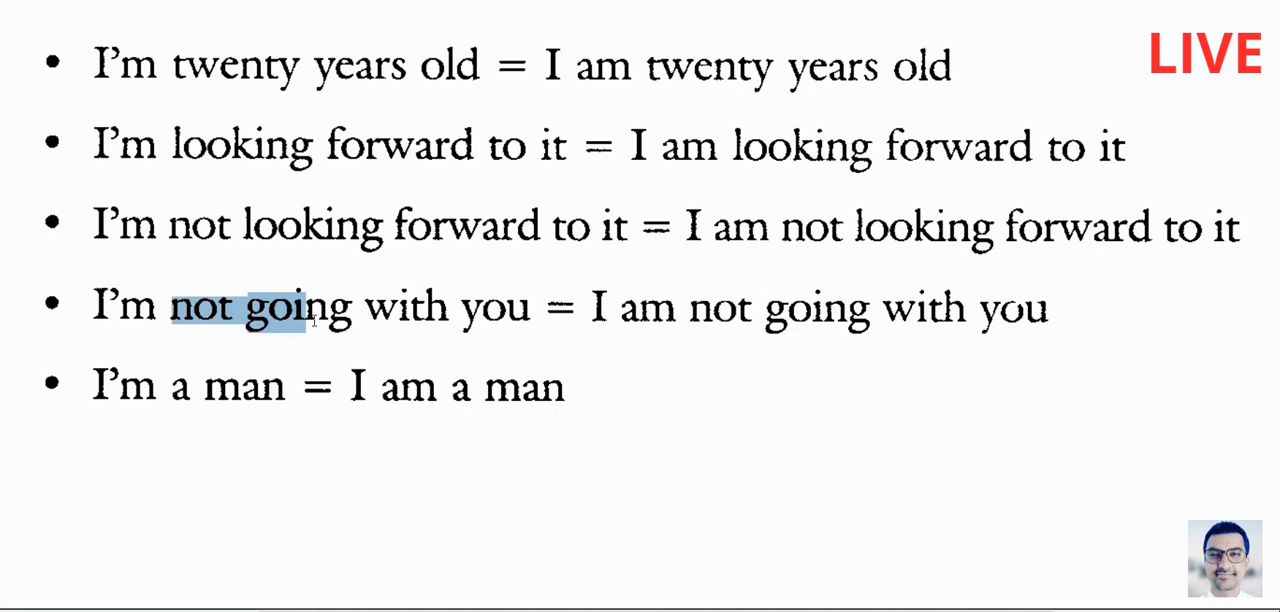 LIVE
• I’m twenty years old = I am twenty years old
• I’m looking forward to it = I am looking forward to it
• I’m not looking forward to it = I am not looking forward to it
• I’m not going with you = I am not going with you
• I’m a man = I am a man